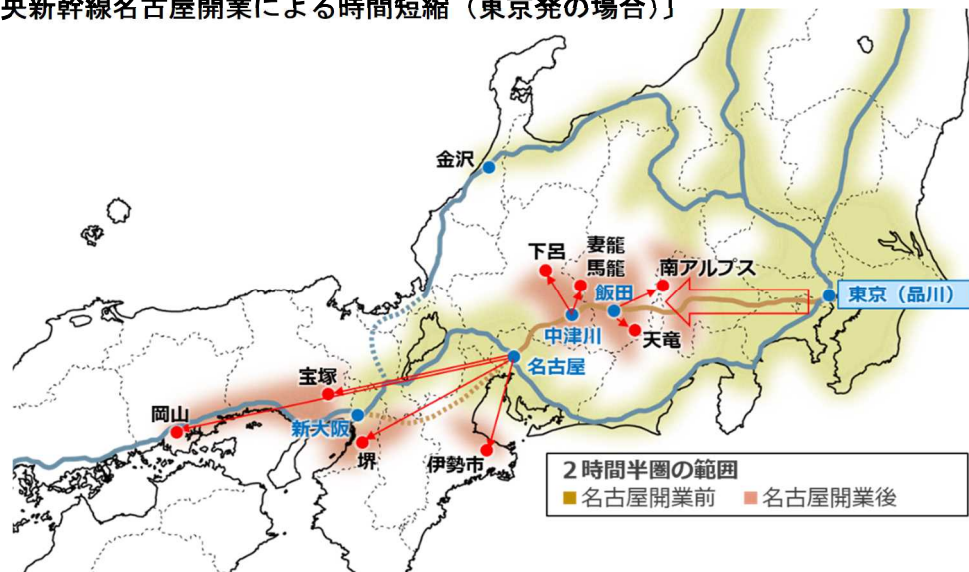 央新幹線名古屋開業による時間短縮（東京発の場合）］
金沢
下呂
妻籠
馬籠
南アルプス
飯田
東京（品川）
中津川
天竜
名古屋
宝塚
岡山
新大阪
堺
伊勢市
２時間半圏の範囲
名古屋開業前
名古屋開業後